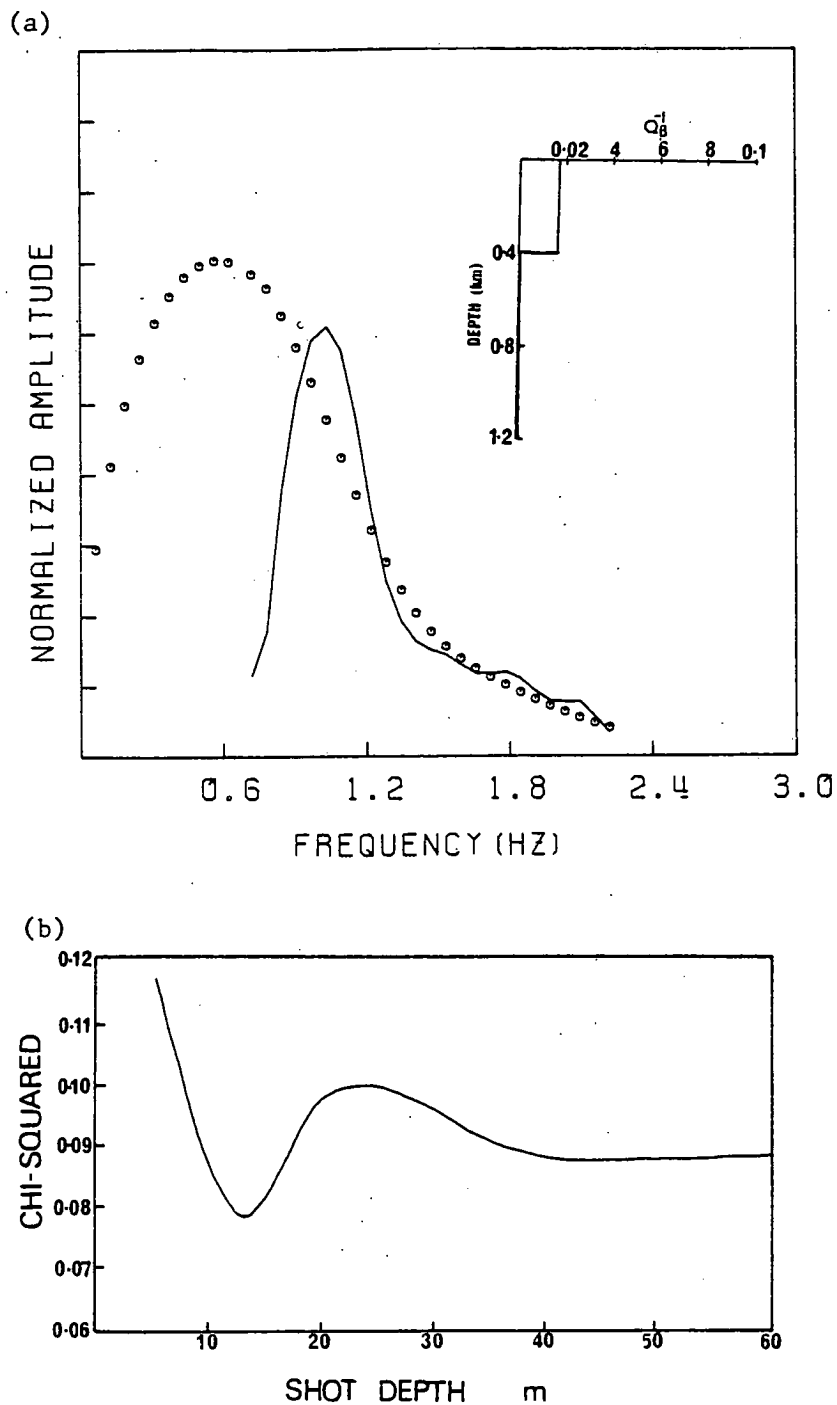 (a)
NORMALIZED AMPLITUDE
Qβ⁻¹
0·02 4 6 8 0·1
DEPTH (km)
0·4
0·8
1·2
0.6 1.2 1.8 2.4 3.0
FREQUENCY (HZ)
(b)
CHI-SQUARED
0·12
0·11
0·10
0·09
0·08
0·07
0·06
10 20 30 40 50 60
SHOT DEPTH m